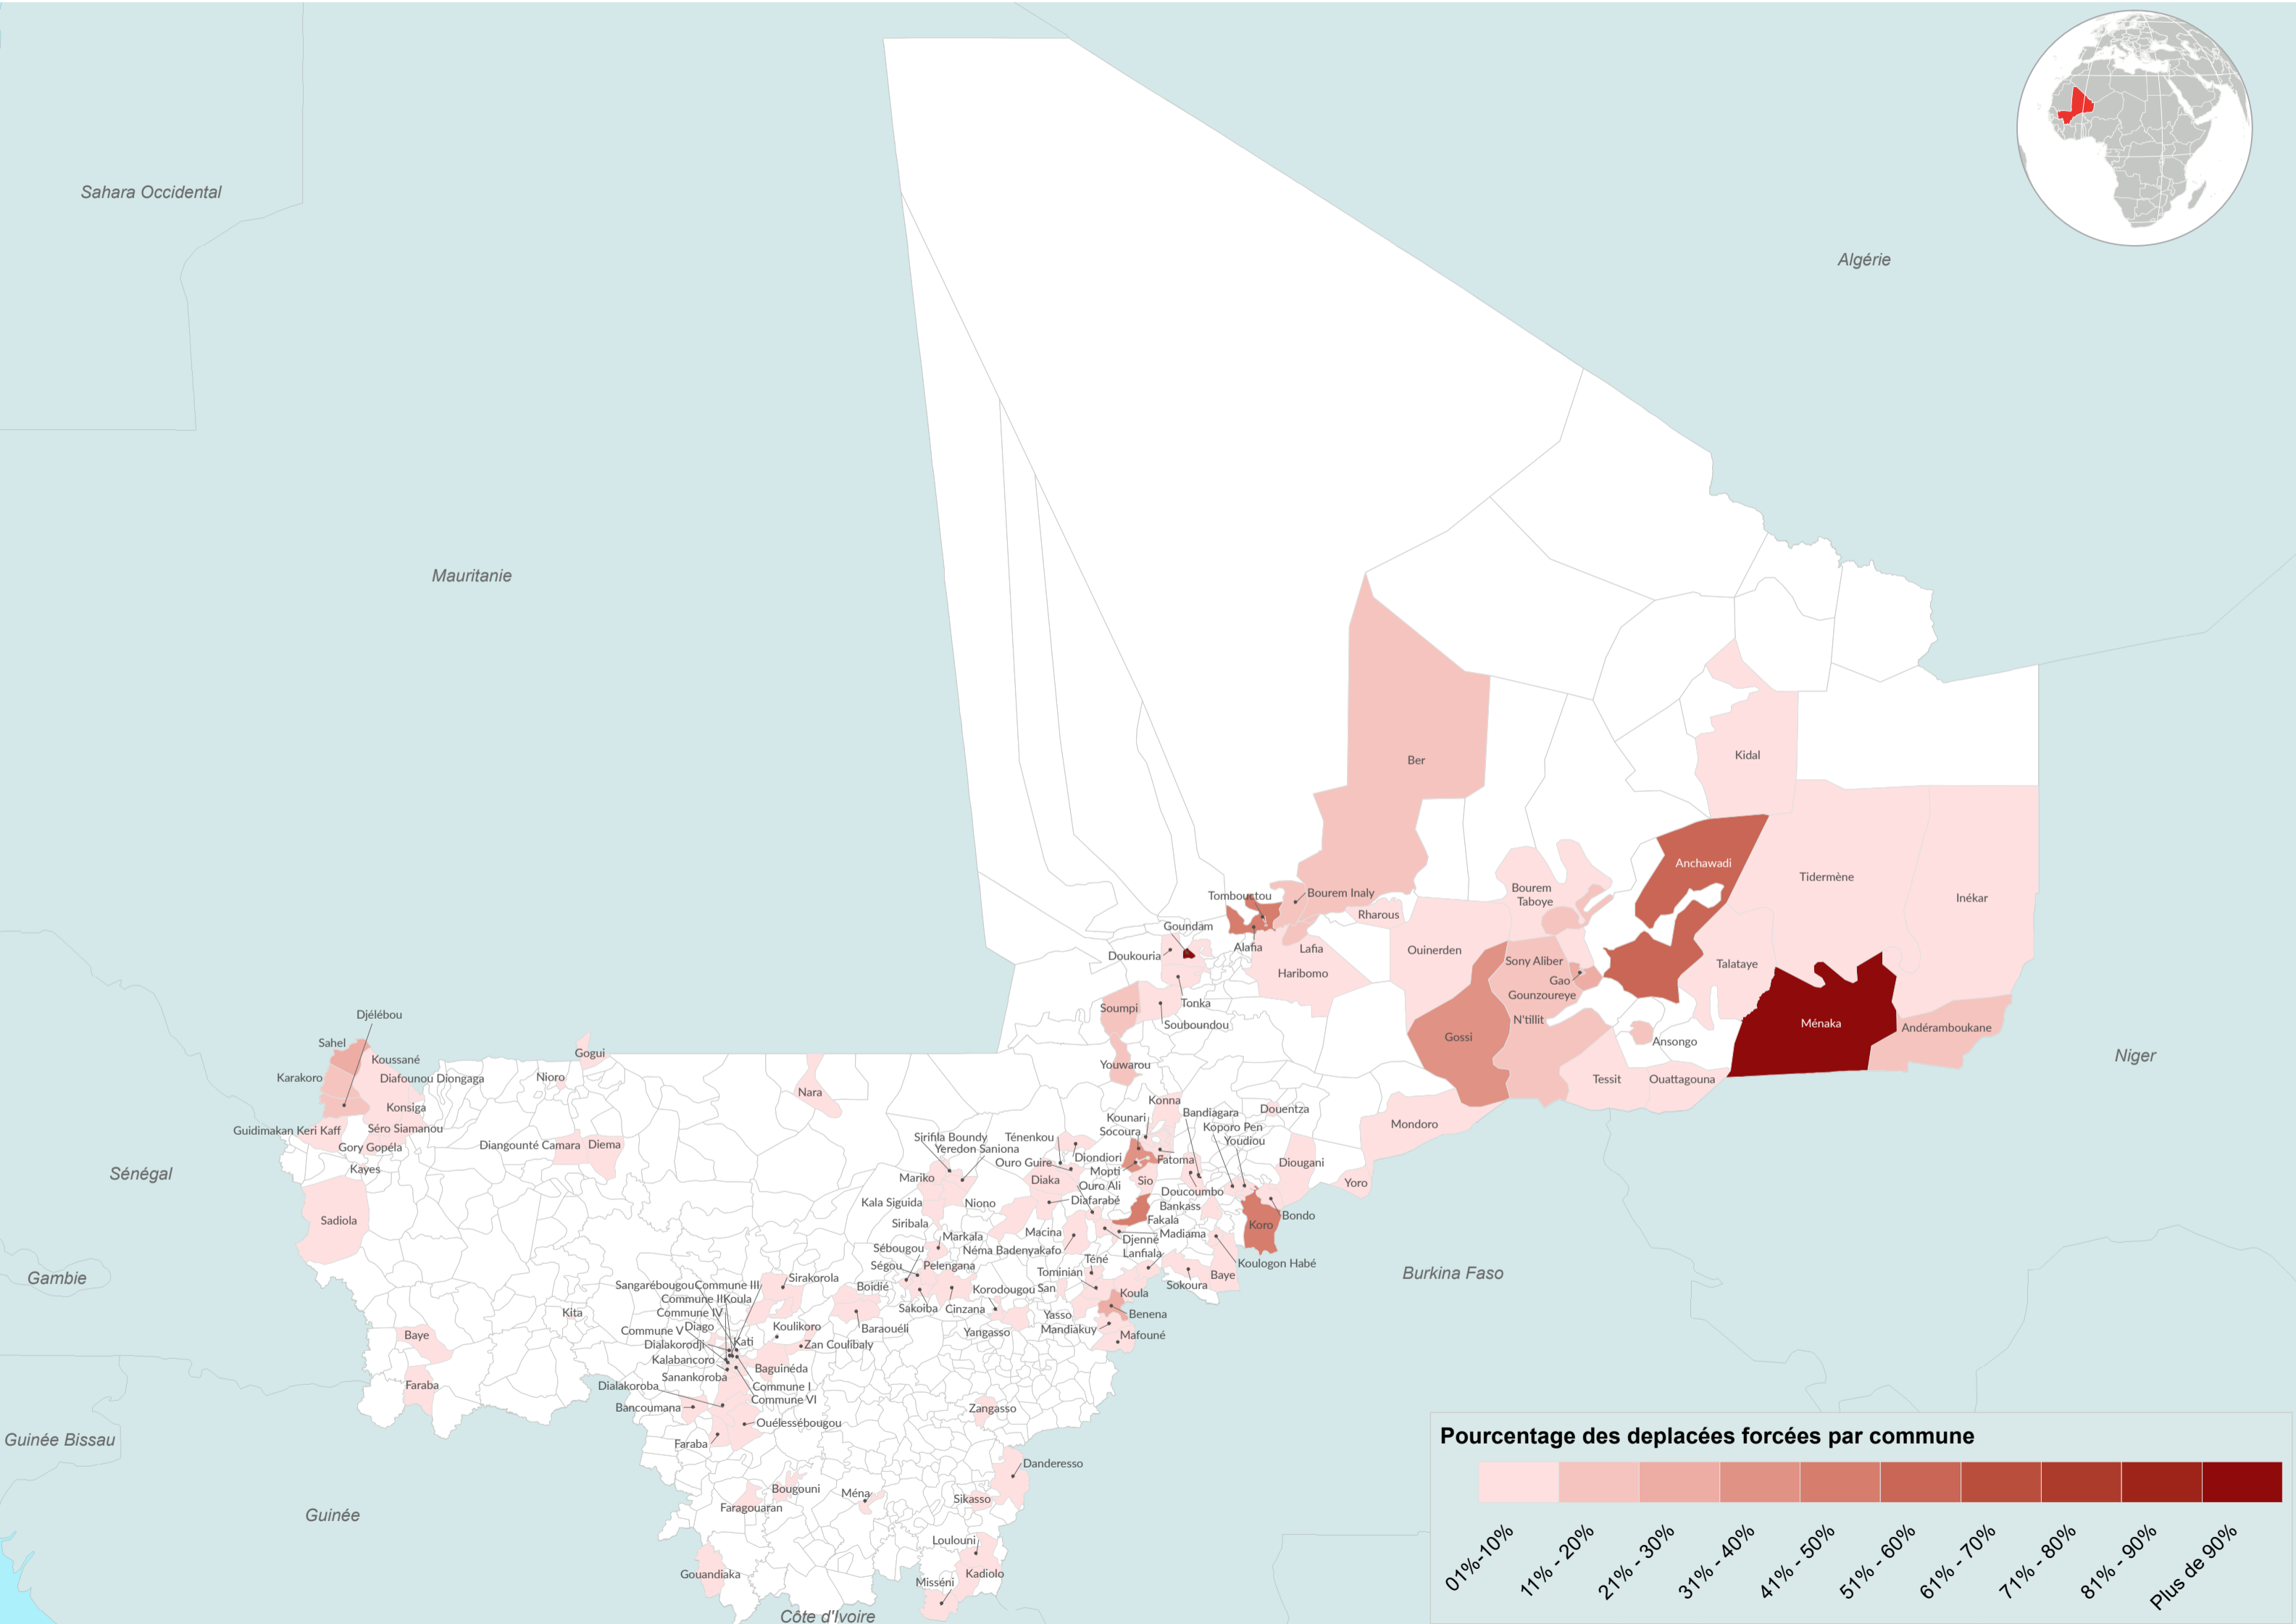 Sahara Occidental
Algérie
Mauritanie
Niger
Sénégal
Gambie
Guinée Bissau
Guinée
Côte d'Ivoire
Burkina Faso
Ber
Kidal
Anchawadi
Tidermène
Inékar
Bourem
Taboye
Tombouctou
Bourem Inaly
Rharous
Goundam
Alafia
Lafia
Ouinerden
Doukouria
Haribomo
Sony Aliber
Gao
Gounzoureye
Talataye
Tonka
Soumpi
Souboundou
N'tillit
Ménaka
Andéramboukane
Gossi
Ansongo
Tessit
Ouattagouna
Youwarou
Djélébou
Sahel
Koussané
Karakoro
Diafounou Diongaga
Konsiga
Guidimakan Keri Kaff
Séro Siamanou
Gory Gopéla
Kayes
Sadiola
Gogui
Nioro
Diangounté Camara
Diema
Nara
Konna
Kounari
Bandiagara
Douentza
Socoura
Koporo Pen
Mondoro
Sirifila Boundy
Ténenkou
Youdiou
Yeredon Saniona
Diondiori
Fatoma
Ouro Guire
Mopti
Diougani
Mariko
Diaka
Sio
Yoro
Ouro Ali
Doucoumbo
Kala Siguida
Niono
Diafarabé
Bankass
Siribala
Fakala
Koro
Bondo
Markala
Macina
Madiama
Djenné
Sébougou
Néma Badenyakafo
Lanfiala
Koulogon Habé
Ségou
Pelengana
Téné
Tominian
Baye
Sirakorola
Boidié
Sokoura
Sangarébougou
Commune III
Korodougou
San
Koula
Commune II
Koula
Sakoiba
Cinzana
Commune IV
Yasso
Benena
Kita
Commune V
Diago
Koulikoro
Baraouéli
Yangasso
Mandiakuy
Mafouné
Baye
Dialakorodji
Kati
Zan Coulibaly
Kalabancoro
Baguinéda
Sanankoroba
Faraba
Dialakoroba
Commune I
Commune VI
Bancoumana
Zangasso
Ouélessébougou
Faraba
Danderesso
Bougouni
Ména
Sikasso
Faragouaran
Loulouni
Gouandiaka
Kadiolo
Misséni
Pourcentage des deplacées forcées par commune
01%-10%
11% - 20%
21% - 30%
31% - 40%
41% - 50%
51% - 60%
61% - 70%
71% - 80%
81% - 90%
Plus de 90%